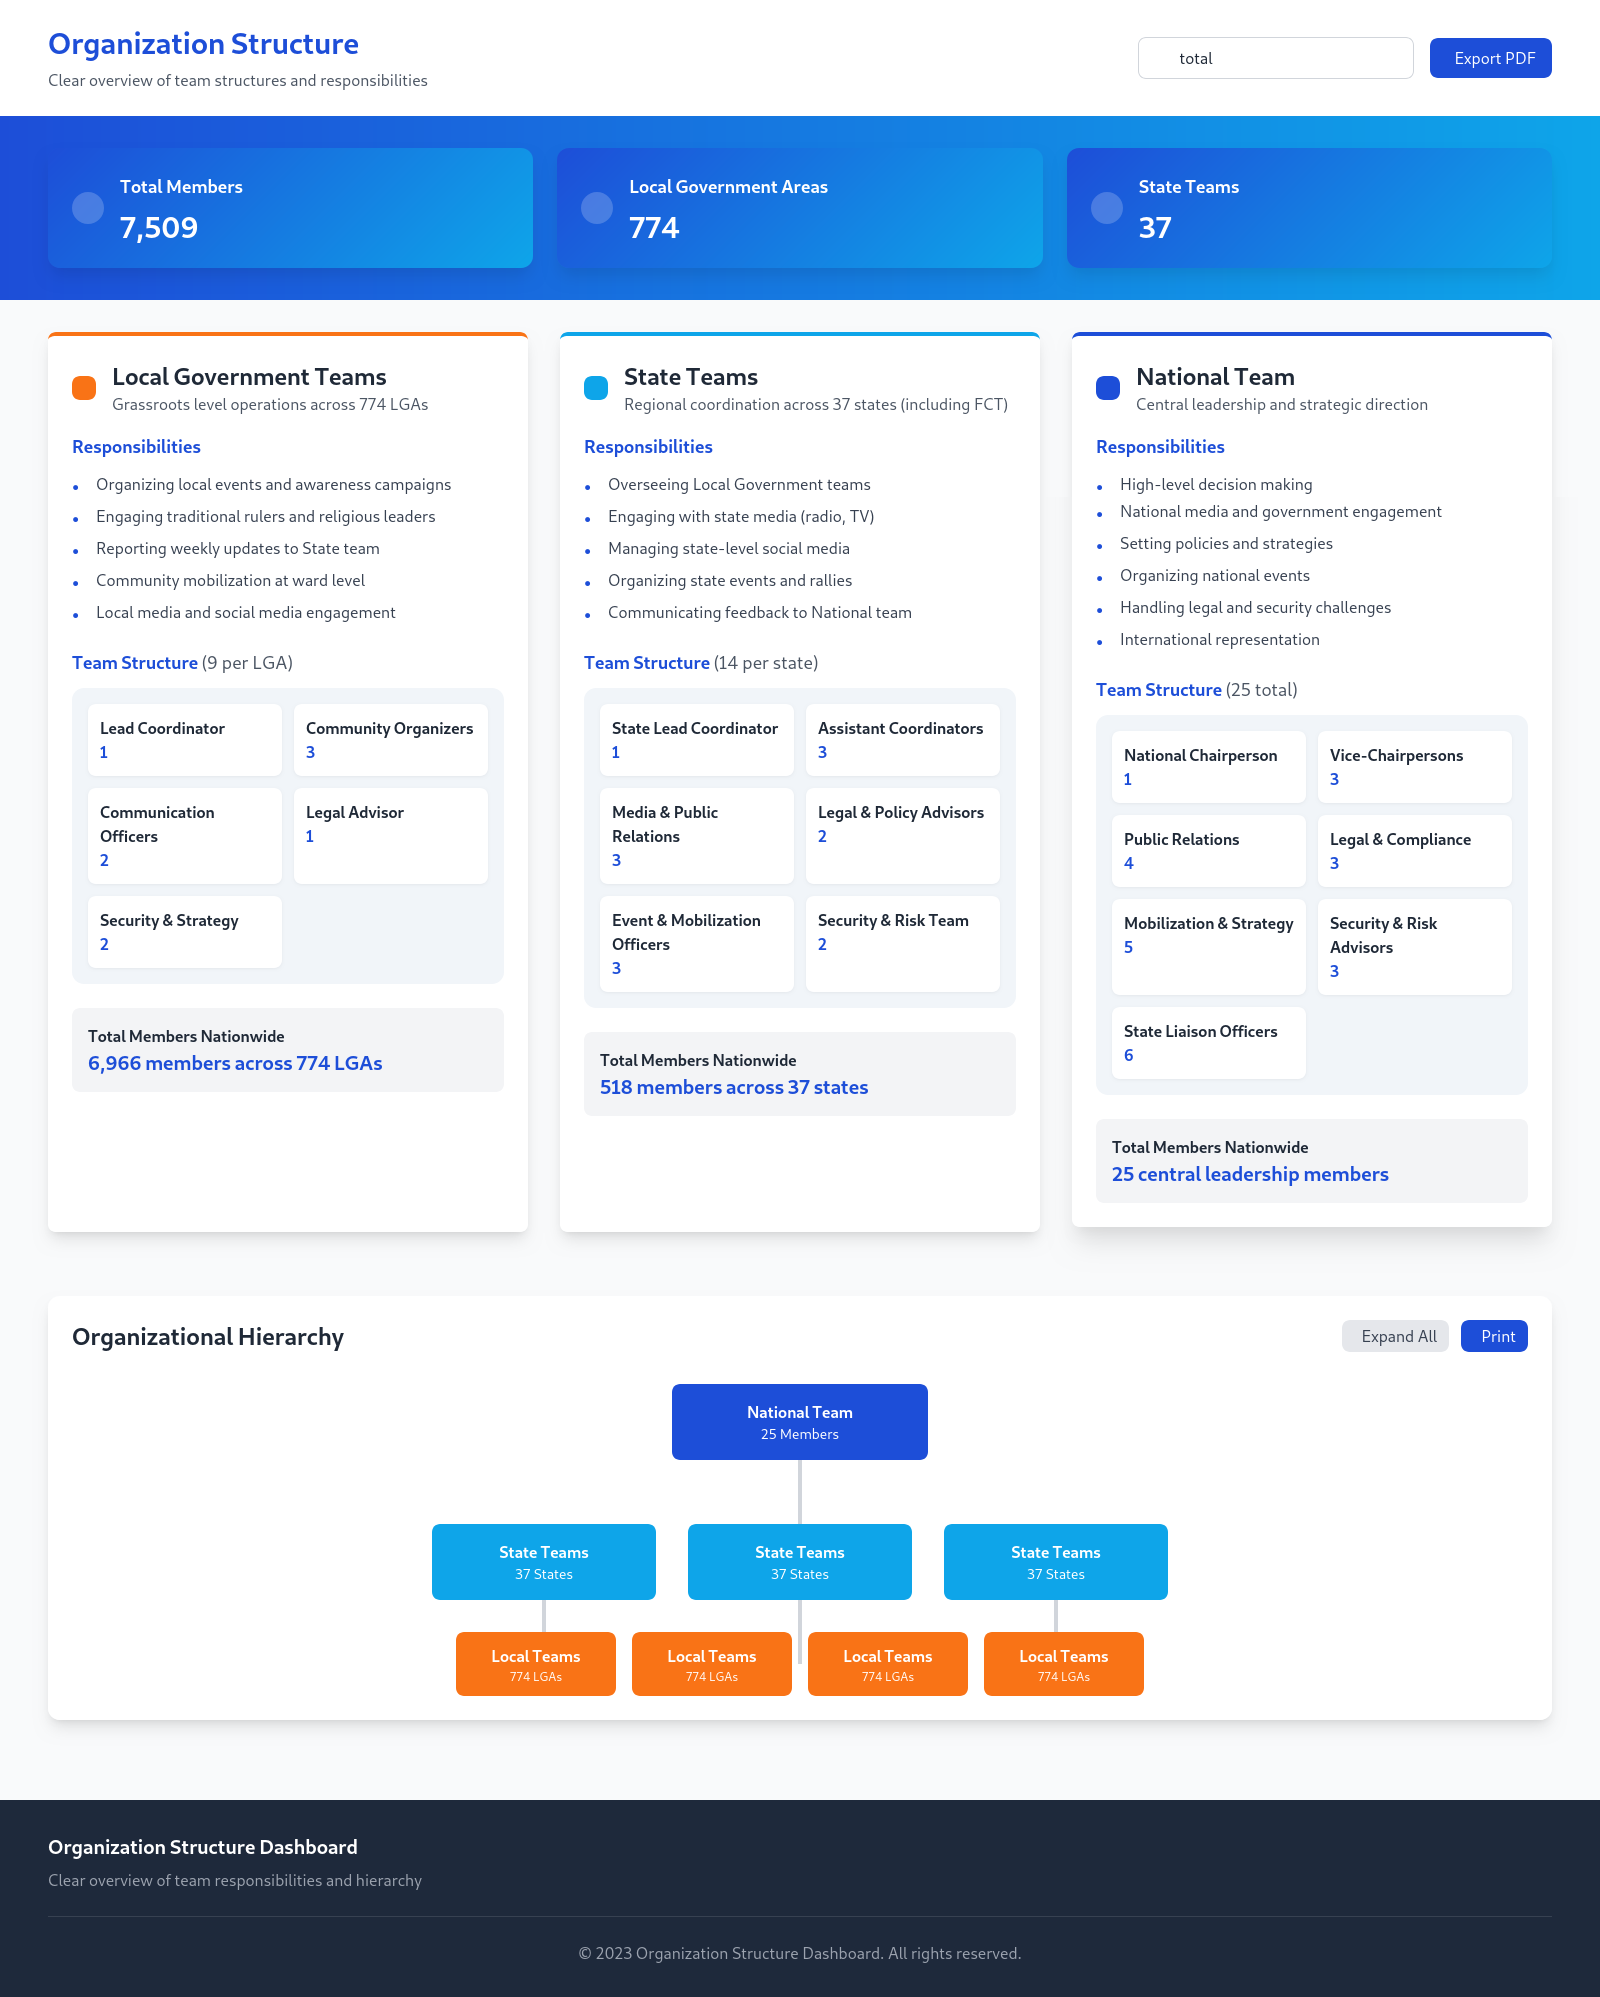 Organization Structure
Clear overview of team structures and responsibilities
total
Export PDF
Total Members
7,509
Local Government Areas
774
State Teams
37
Local Government Teams
Grassroots level operations across 774 LGAs
Responsibilities
• Organizing local events and awareness campaigns
• Engaging traditional rulers and religious leaders
• Reporting weekly updates to State team
• Community mobilization at ward level
• Local media and social media engagement
Team Structure (9 per LGA)
Lead Coordinator
1
Community Organizers
3
Communication
Officers
2
Legal Advisor
1
Security & Strategy
2
Total Members Nationwide
6,966 members across 774 LGAs
State Teams
Regional coordination across 37 states (including FCT)
Responsibilities
• Overseeing Local Government teams
• Engaging with state media (radio, TV)
• Managing state-level social media
• Organizing state events and rallies
• Communicating feedback to National team
Team Structure (14 per state)
State Lead Coordinator
1
Assistant Coordinators
3
Media & Public
Relations
3
Legal & Policy Advisors
2
Event & Mobilization
Officers
3
Security & Risk Team
2
Total Members Nationwide
518 members across 37 states
National Team
Central leadership and strategic direction
Responsibilities
• High-level decision making
• National media and government engagement
• Setting policies and strategies
• Organizing national events
• Handling legal and security challenges
• International representation
Team Structure (25 total)
National Chairperson
1
Vice-Chairpersons
3
Public Relations
4
Legal & Compliance
3
Mobilization & Strategy
5
Security & Risk
Advisors
3
State Liaison Officers
6
Total Members Nationwide
25 central leadership members
Organizational Hierarchy
Expand All
Print
National Team
25 Members
State Teams
37 States
State Teams
37 States
State Teams
37 States
Local Teams
774 LGAs
Local Teams
774 LGAs
Local Teams
774 LGAs
Local Teams
774 LGAs
Organization Structure Dashboard
Clear overview of team responsibilities and hierarchy
© 2023 Organization Structure Dashboard. All rights reserved.